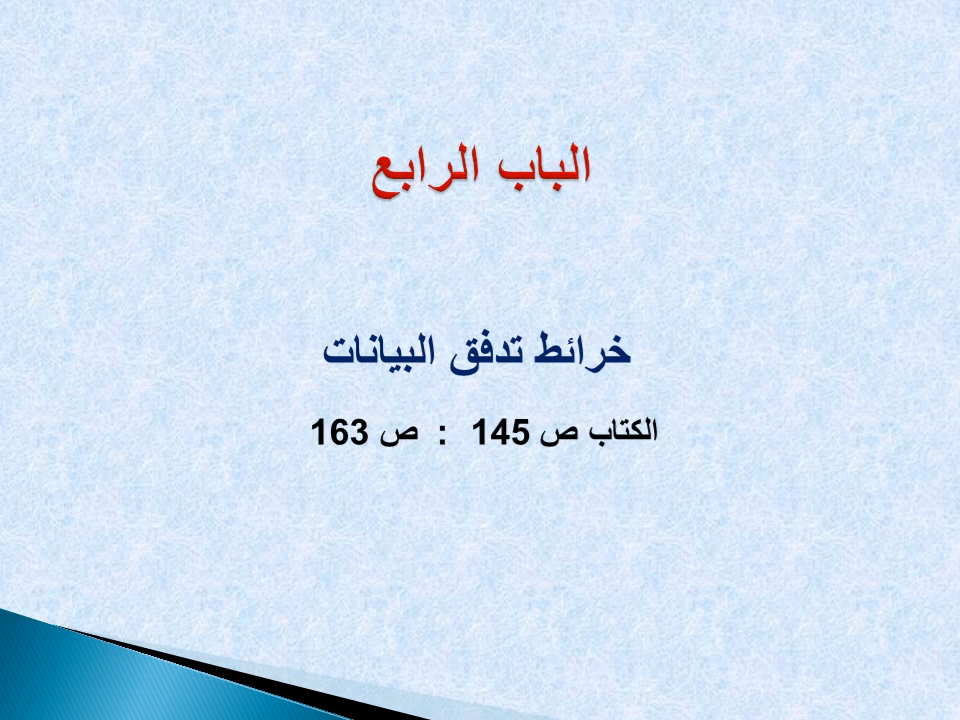 الباب الرابع
خرائط تدفق البيانات
الكتاب ص 145 : ص 163